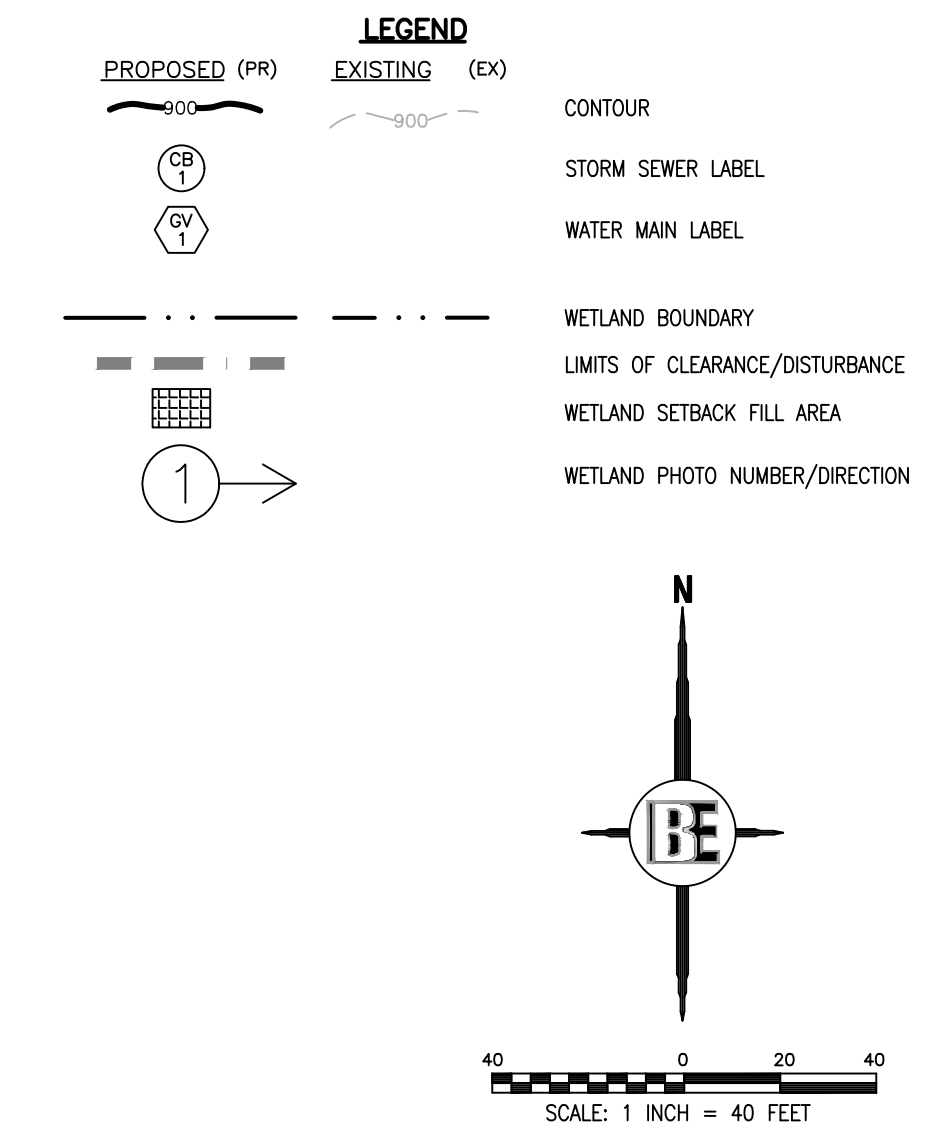 LEGEND
PROPOSED (PR) EXISTING (EX)
900 900 CONTOUR
CB
1 STORM SEWER LABEL
GV
1 WATER MAIN LABEL
WETLAND BOUNDARY
LIMITS OF CLEARANCE/DISTURBANCE
WETLAND SETBACK FILL AREA
1 WETLAND PHOTO NUMBER/DIRECTION
N
BE
40 0 20 40
SCALE: 1 INCH = 40 FEET